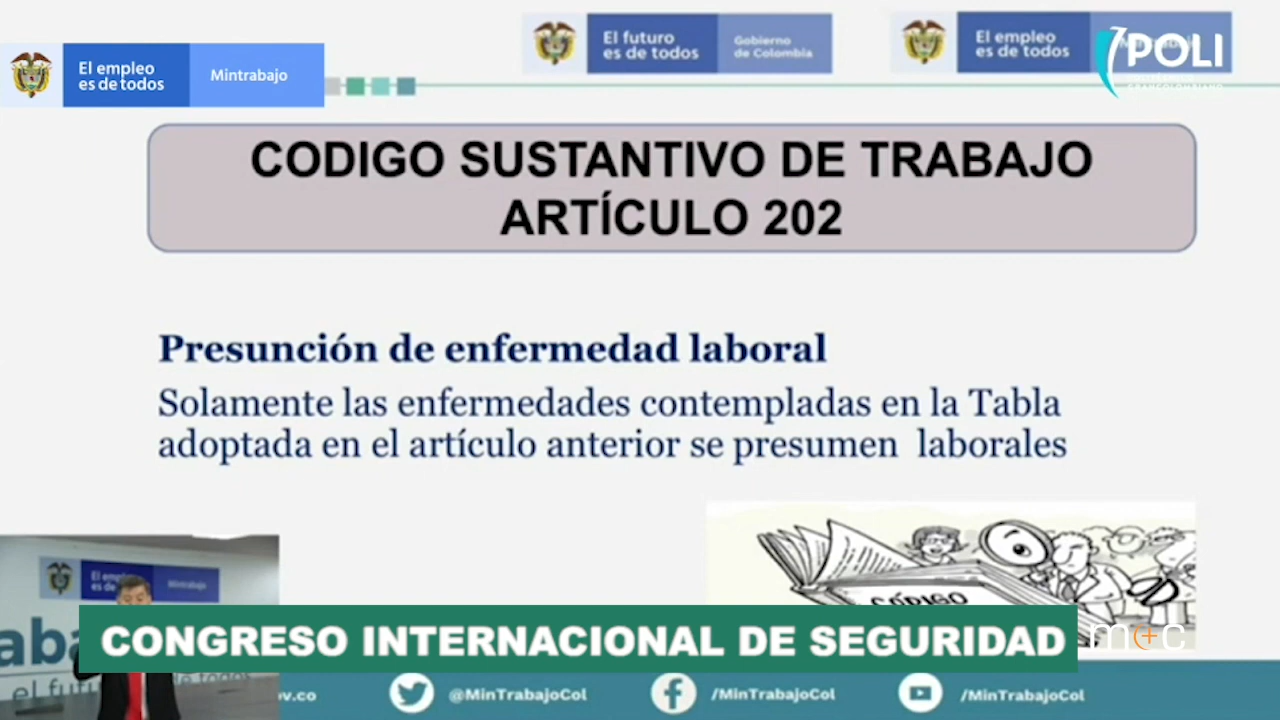 El empleo
es de todos
Mintrabajo
El futuro
es de todos
Gobierno
de Colombia
El empleo
es de todos
POLI
CODIGO SUSTANTIVO DE TRABAJO
ARTÍCULO 202
Presunción de enfermedad laboral
Solamente las enfermedades contempladas en la Tabla
adoptada en el artículo anterior se presumen laborales
Mintrabajo
CÓDIGO
CONGRESO INTERNACIONAL DE SEGURIDAD
m+c
@MinTrabajoCol
/MinTrabajoCol
/MinTrabajoCol